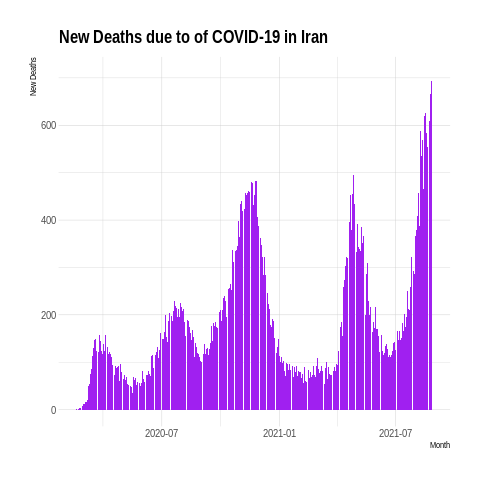 New Deaths due to of COVID-19 in Iran
New Deaths
600
400
200
0
2020-07
2021-01
2021-07
Month